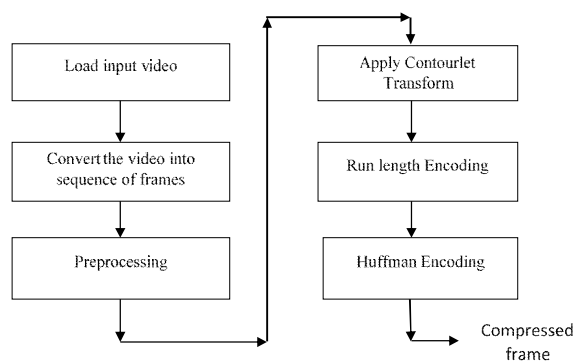 Load input video
Convert the video into
sequence of frames
Preprocessing
Apply Contourlet
Transform
Run length Encoding
Huffman Encoding
Compressed
frame